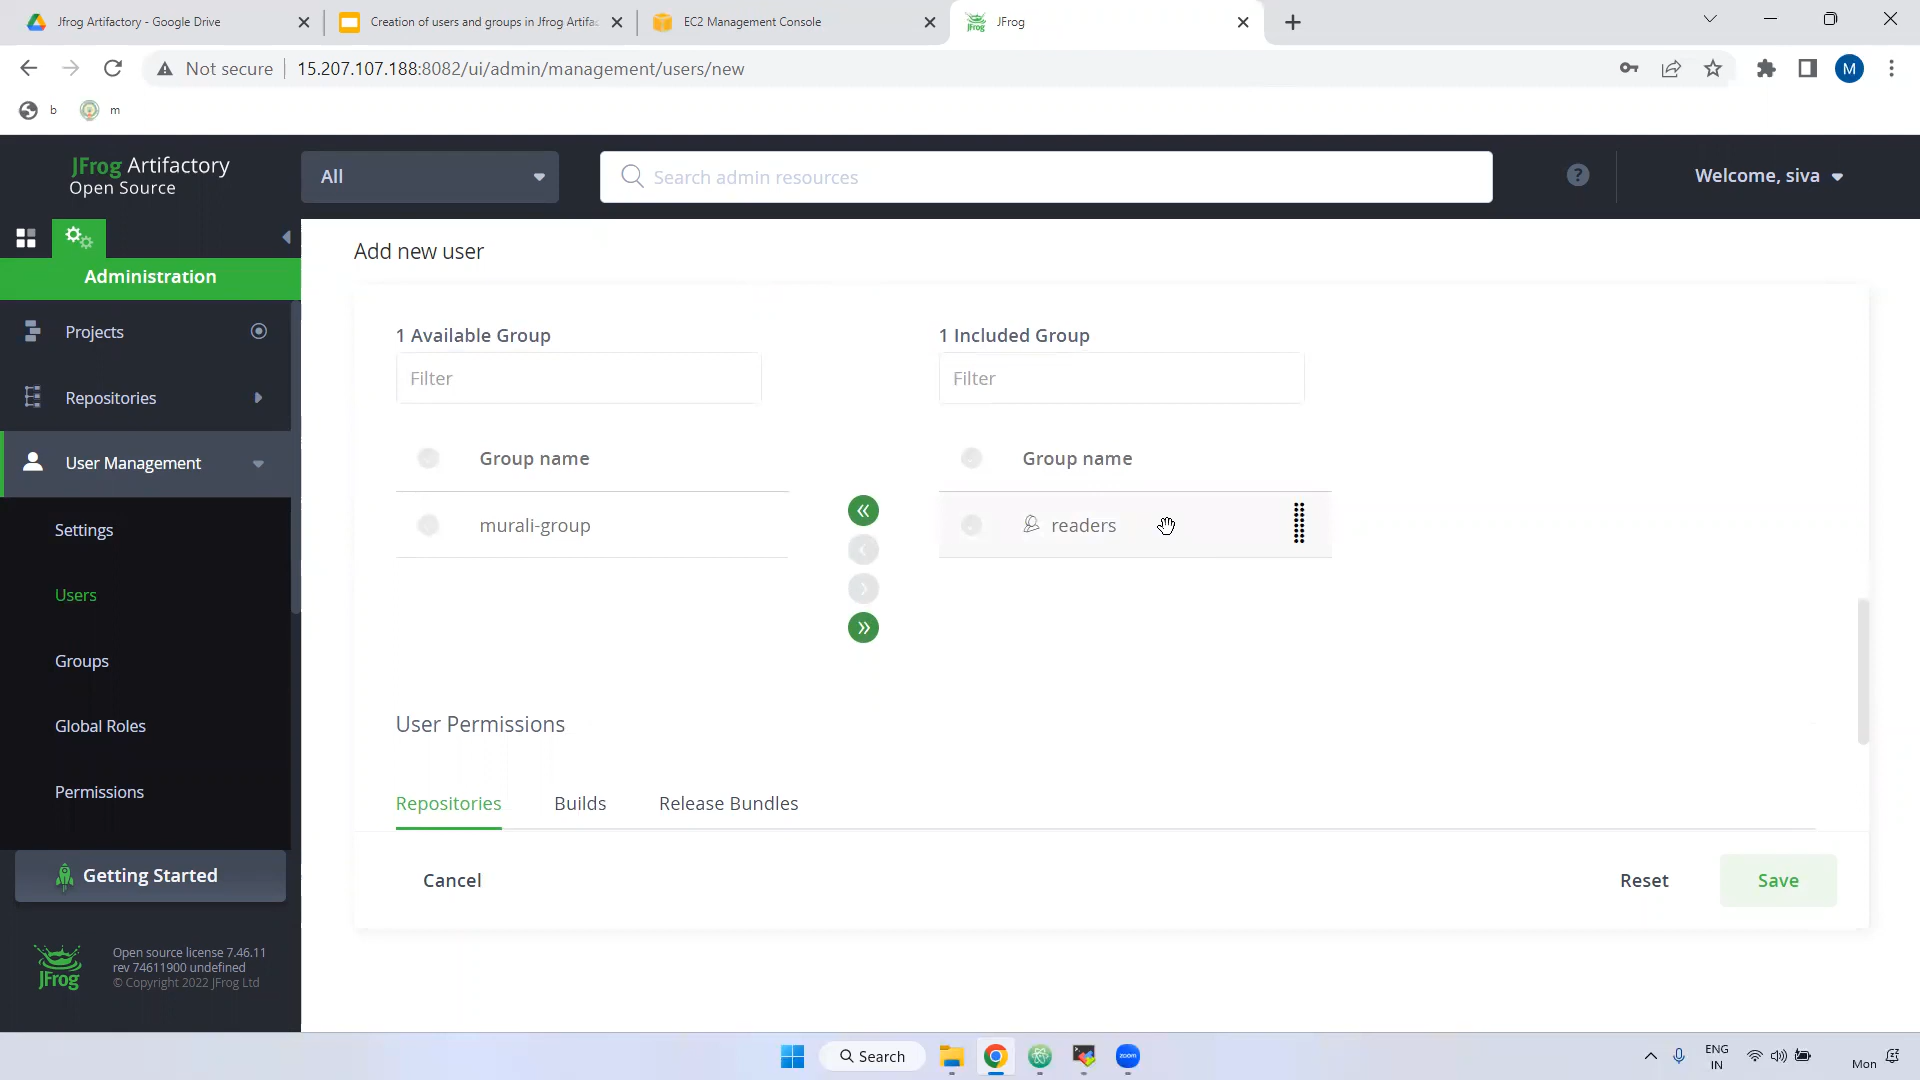 Jfrog Artifactory - Google Drive
Creation of users and groups in Jfrog Artifac
EC2 Management Console
JFrog
Not secure
15.207.107.188:8082/ui/admin/management/users/new
M
b
m
JFrog Artifactory
Open Source
All
Search admin resources
?
Welcome, siva
Administration
Add new user
Projects
Repositories
User Management
Settings
Users
Groups
Global Roles
Permissions
Getting Started
JFrog
Open source license 7.46.11
rev 74611900 undefined
© Copyright 2022 JFrog Ltd
1 Available Group
1 Included Group
Filter
Filter
Group name
Group name
murali-group
readers
User Permissions
Repositories
Builds
Release Bundles
Cancel
Reset
Save
Search
zoom
ENG
IN
Mon